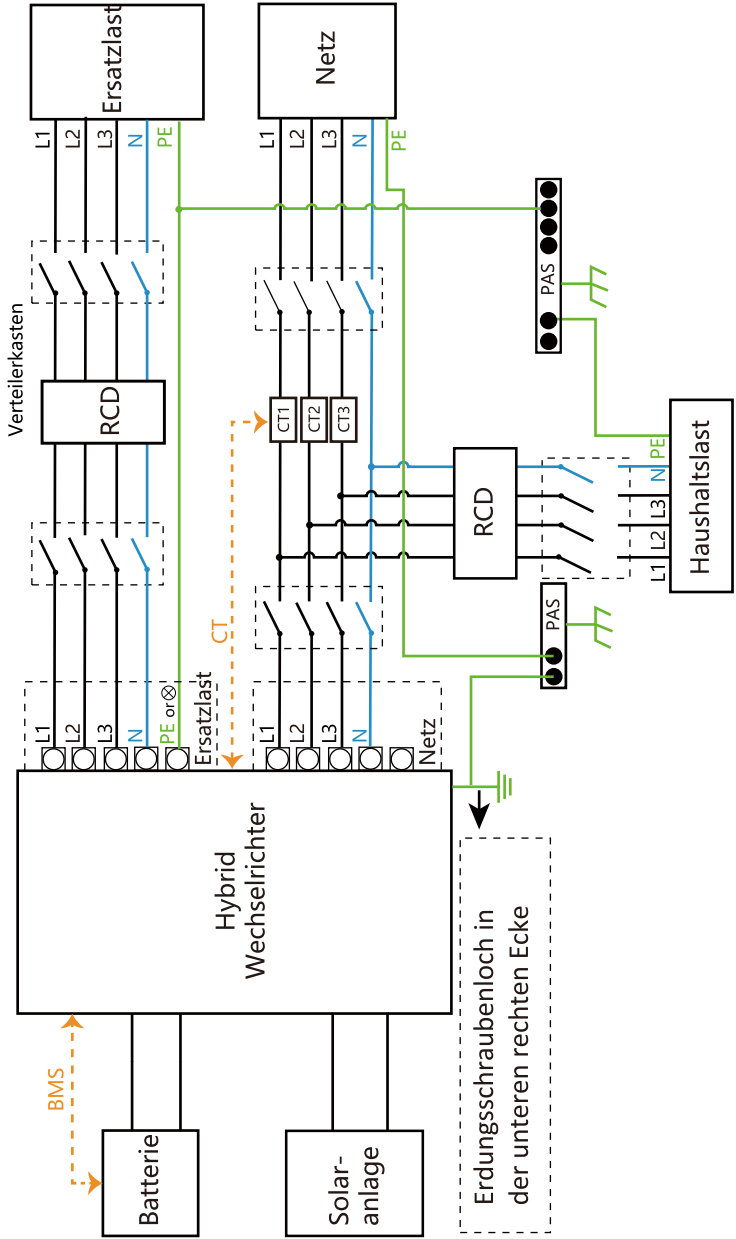 Verteilerkasten
BMS
Batterie
Solar-
anlage
Hybrid
Wechselrichter
L1
L2
L3
N
PE or⊗
Ersatzlast
RCD
L1
L2
L3
N
PE
Ersatzlast
CT
L1
L2
L3
N
Netz
CT1
CT2
CT3
L1
L2
L3
N
PE
Netz
RCD
PAS
PAS
L1
L2
L3
N
PE
Haushaltslast
Erdungsschraubenloch in
der unteren rechten Ecke